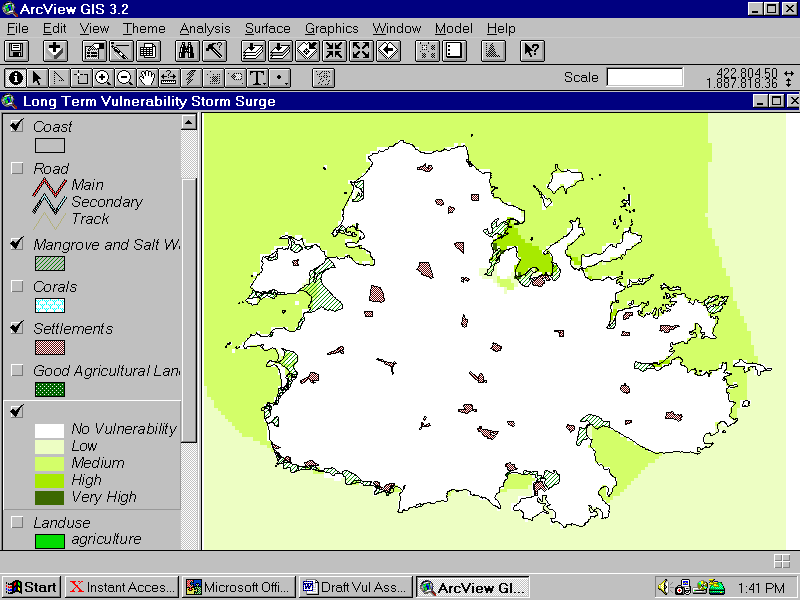 ArcView GIS 3.2
File Edit View Theme Analysis Surface Graphics Window Model Help
Scale
422,804.50
1,887,818.36
Long Term Vulnerability Storm Surge
Coast
Road
Main
Secondary
Track
Mangrove and Salt Wa
Corals
Settlements
Good Agricultural Lan
No Vulnerability
Low
Medium
High
Very High
Landuse
agriculture
Start Instant Acces... Microsoft Offi... Draft Vul Ass... ArcView GI... 1:41 PM